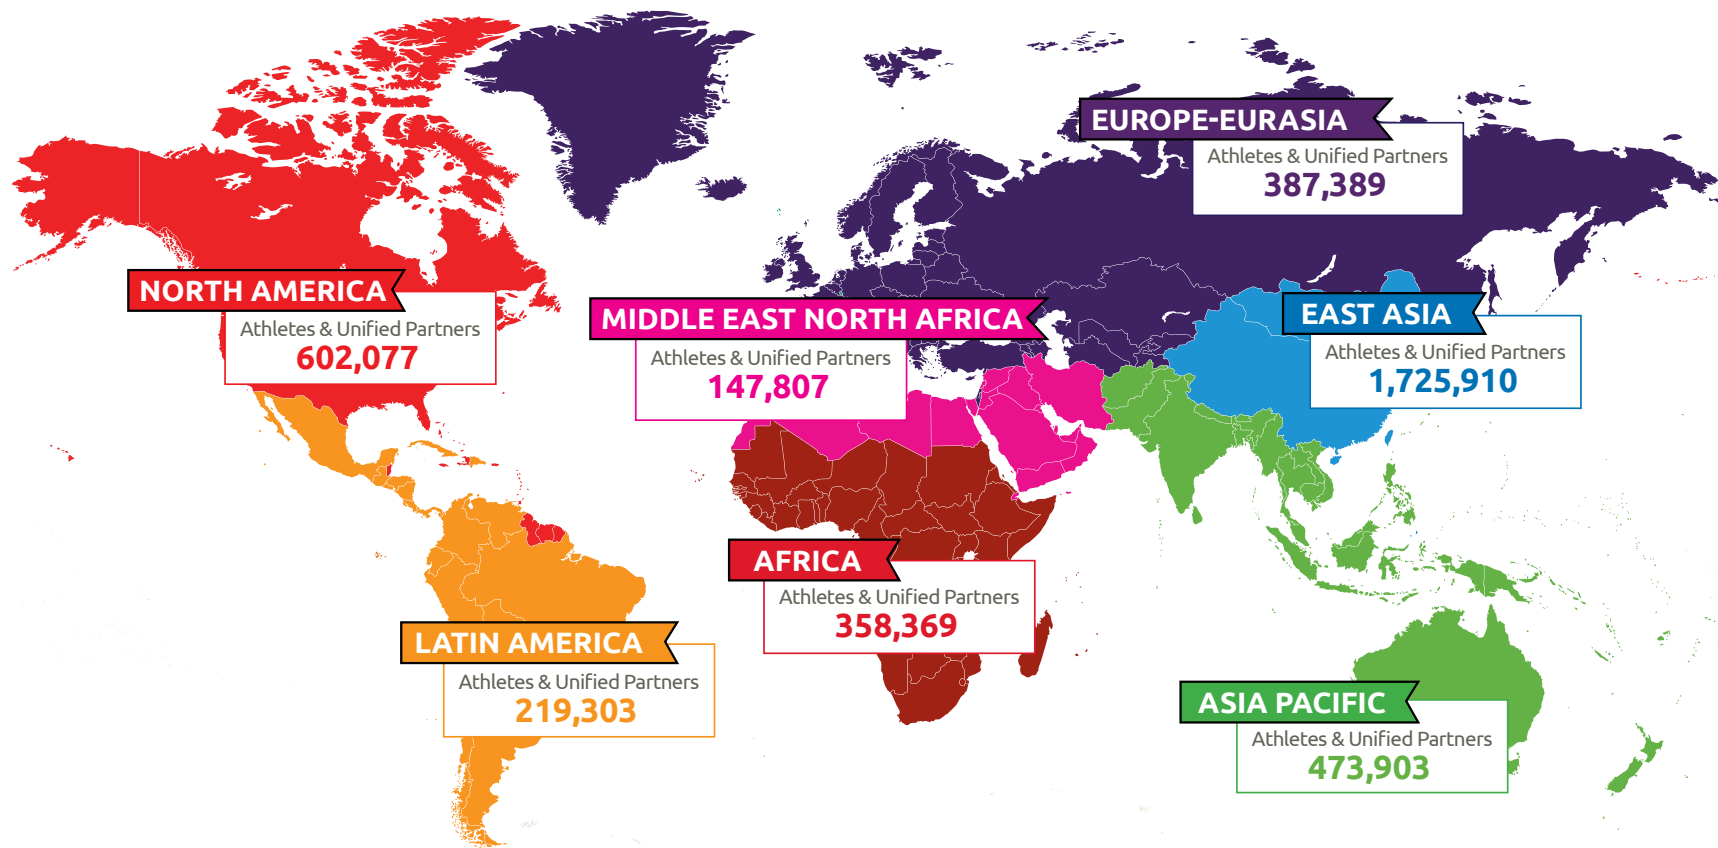 EUROPE-EURASIA
Athletes & Unified Partners
387,389
NORTH AMERICA
Athletes & Unified Partners
602,077
MIDDLE EAST NORTH AFRICA
Athletes & Unified Partners
147,807
EAST ASIA
Athletes & Unified Partners
1,725,910
AFRICA
Athletes & Unified Partners
358,369
LATIN AMERICA
Athletes & Unified Partners
219,303
ASIA PACIFIC
Athletes & Unified Partners
473,903